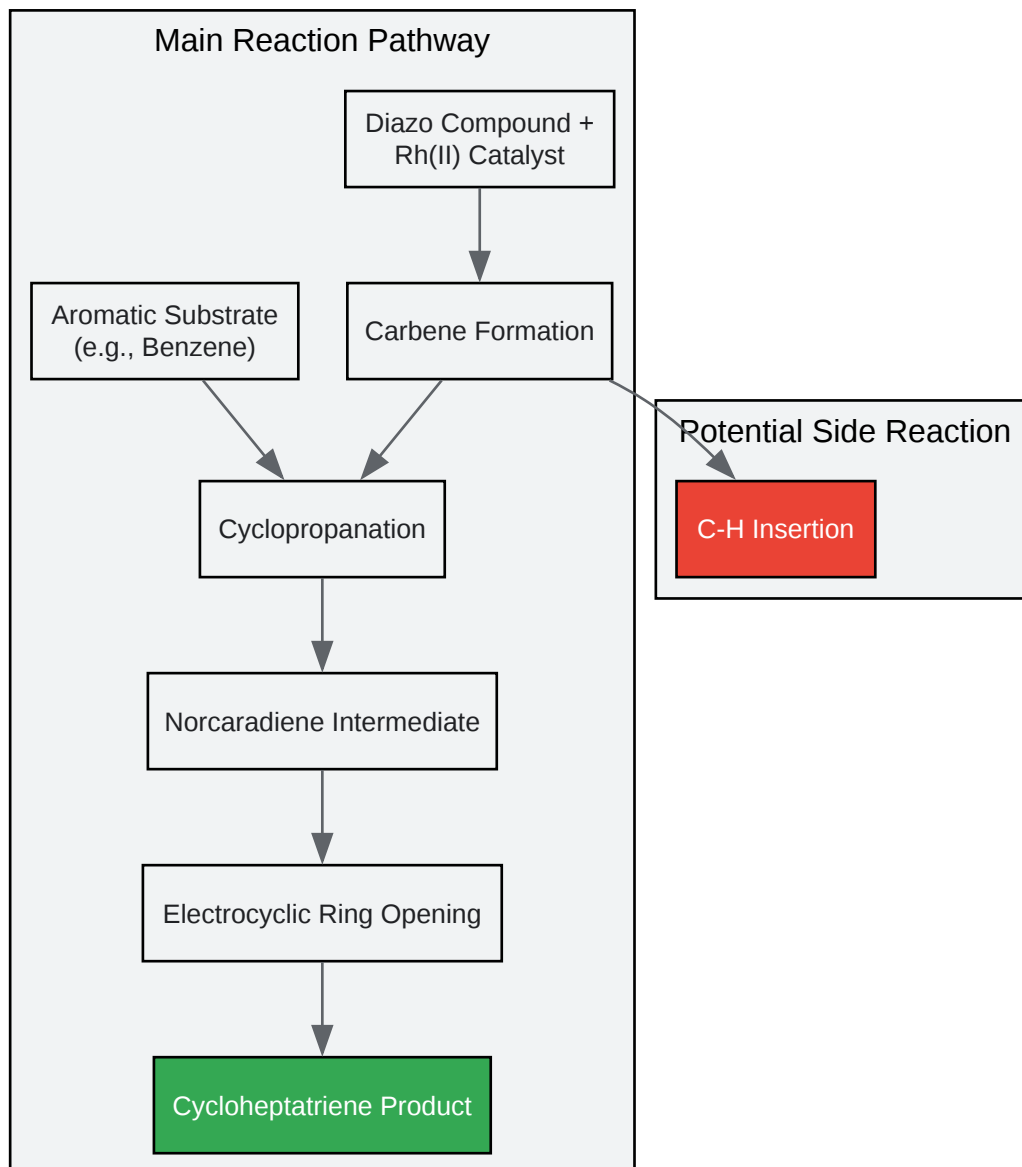 Main Reaction Pathway
Diazo Compound +
Rh(II) Catalyst
Aromatic Substrate
(e.g., Benzene)
Carbene Formation
Potential Side Reaction
Cyclopropanation
C-H Insertion
Norcaradiene Intermediate
Electrocyclic Ring Opening
Cycloheptatriene Product